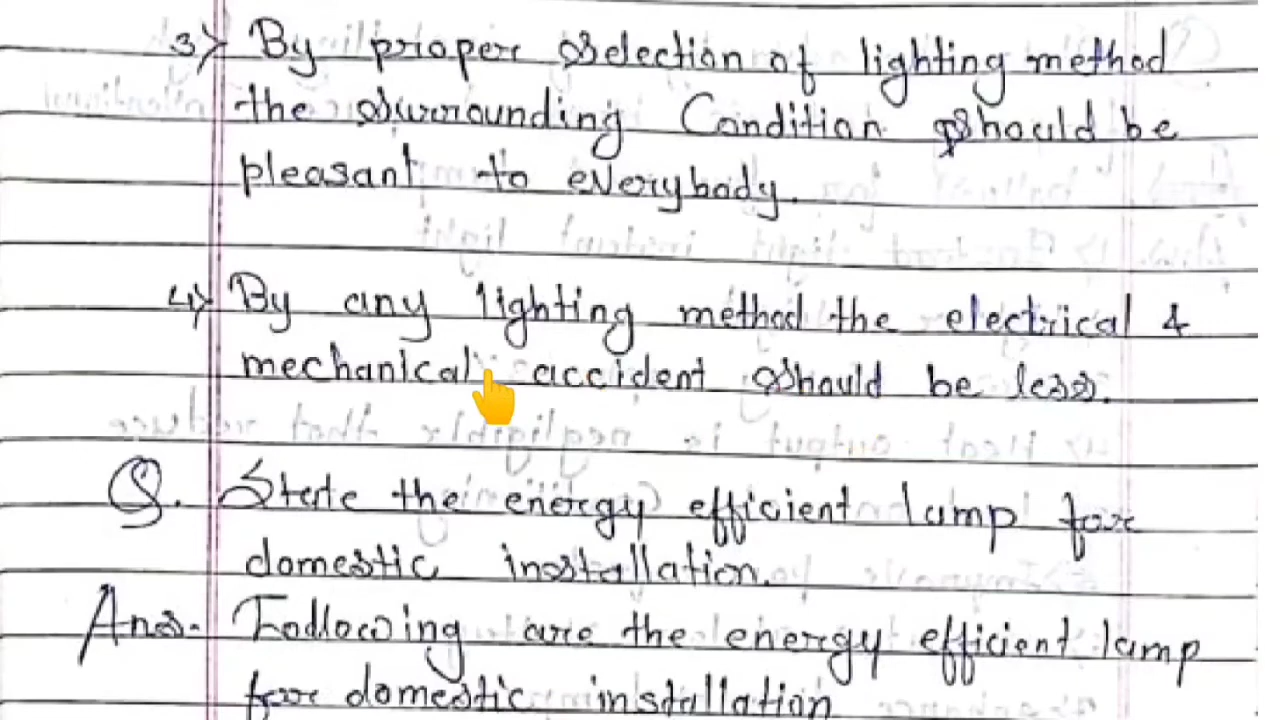 3) By proper selection of lighting method
the surrounding Condition should be
pleasant to everybody.
4) By any lighting method the electrical &
mechanical accident should be less.
Q. State the energy efficient lamp for
domestic installation.
Ans. Following are the energy efficient lamp
for domestic installation